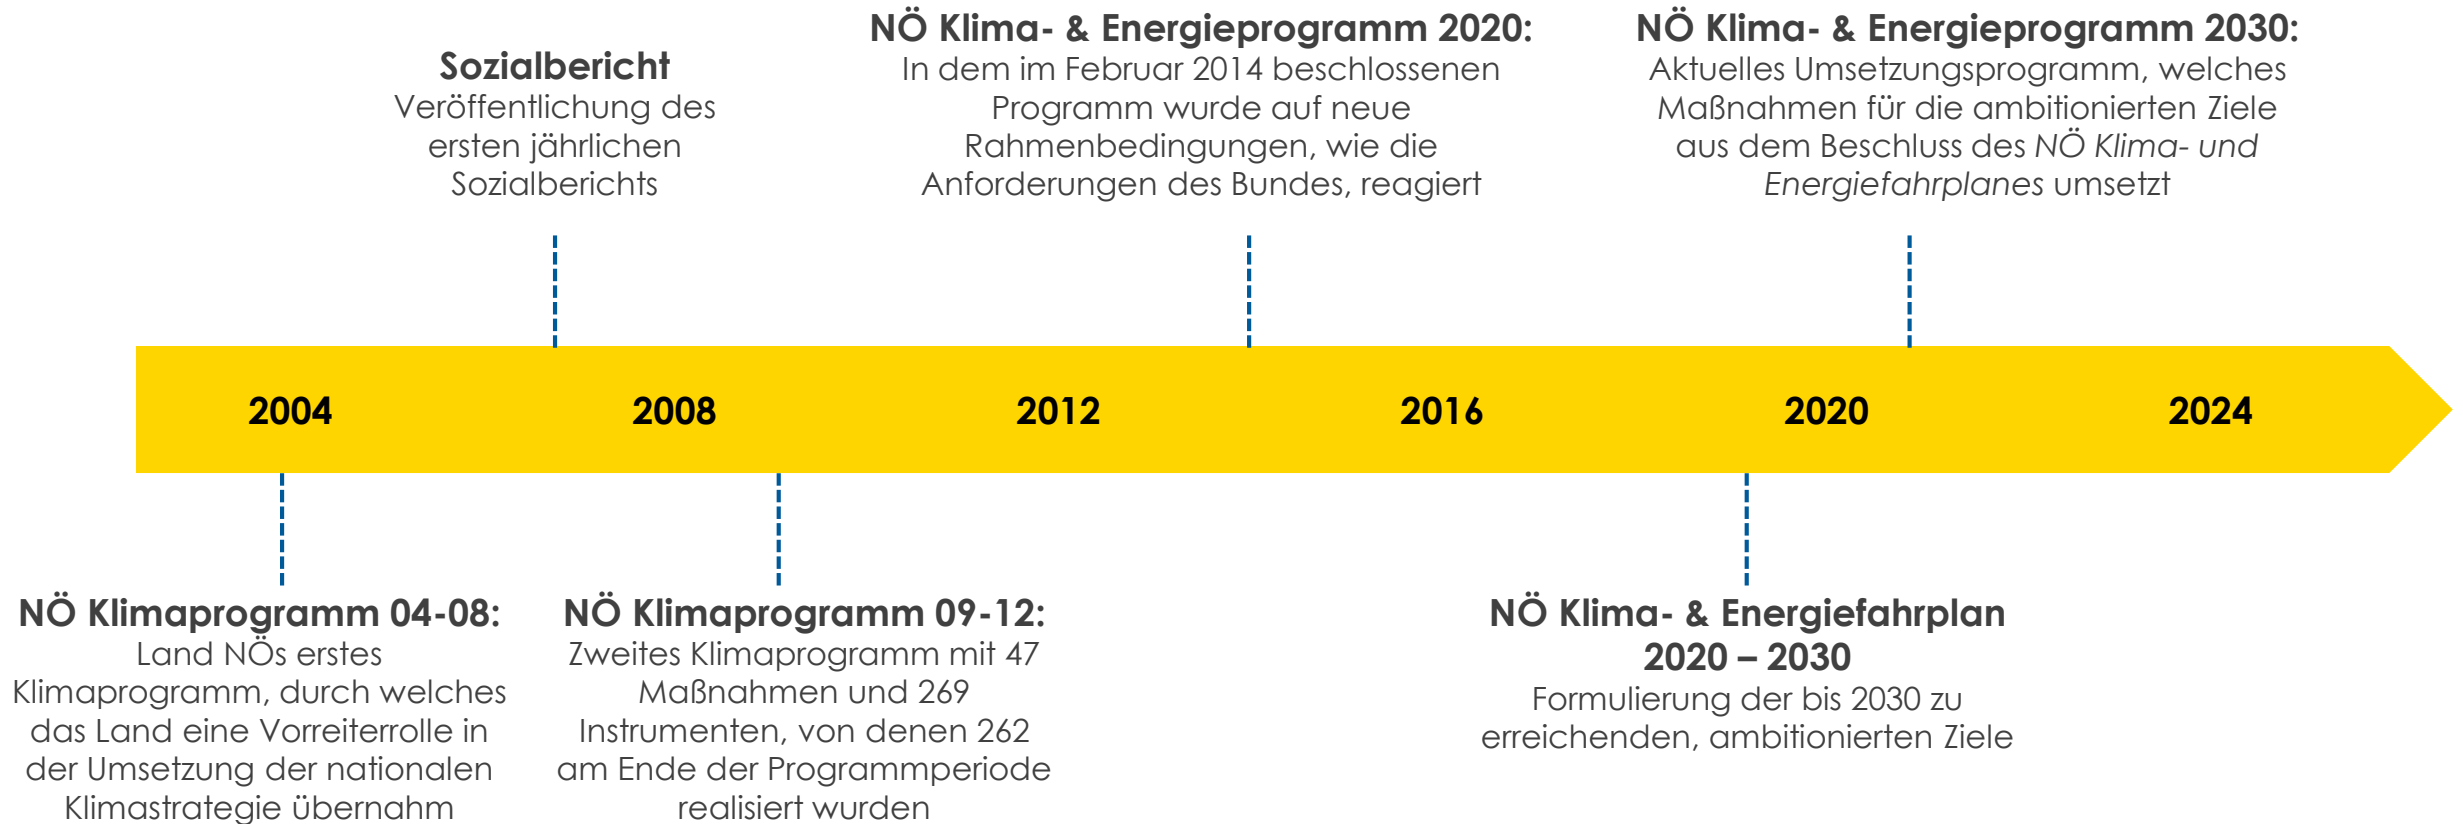 Sozialbericht
Veröffentlichung des
ersten jährlichen
Sozialberichts
NÖ Klima- & Energieprogramm 2020:
In dem im Februar 2014 beschlossenen
Programm wurde auf neue
Rahmenbedingungen, wie die
Anforderungen des Bundes, reagiert
NÖ Klima- & Energieprogramm 2030:
Aktuelles Umsetzungsprogramm, welches
Maßnahmen für die ambitionierten Ziele
aus dem Beschluss des NÖ Klima- und
Energiefahrplanes umsetzt
2004
2008
2012
2016
2020
2024
NÖ Klimaprogramm 04-08:
Land NÖs erstes
Klimaprogramm, durch welches
das Land eine Vorreiterrolle in
der Umsetzung der nationalen
Klimastrategie übernahm
NÖ Klimaprogramm 09-12:
Zweites Klimaprogramm mit 47
Maßnahmen und 269
Instrumenten, von denen 262
am Ende der Programmperiode
realisiert wurden
NÖ Klima- & Energiefahrplan
2020 – 2030
Formulierung der bis 2030 zu
erreichenden, ambitionierten Ziele